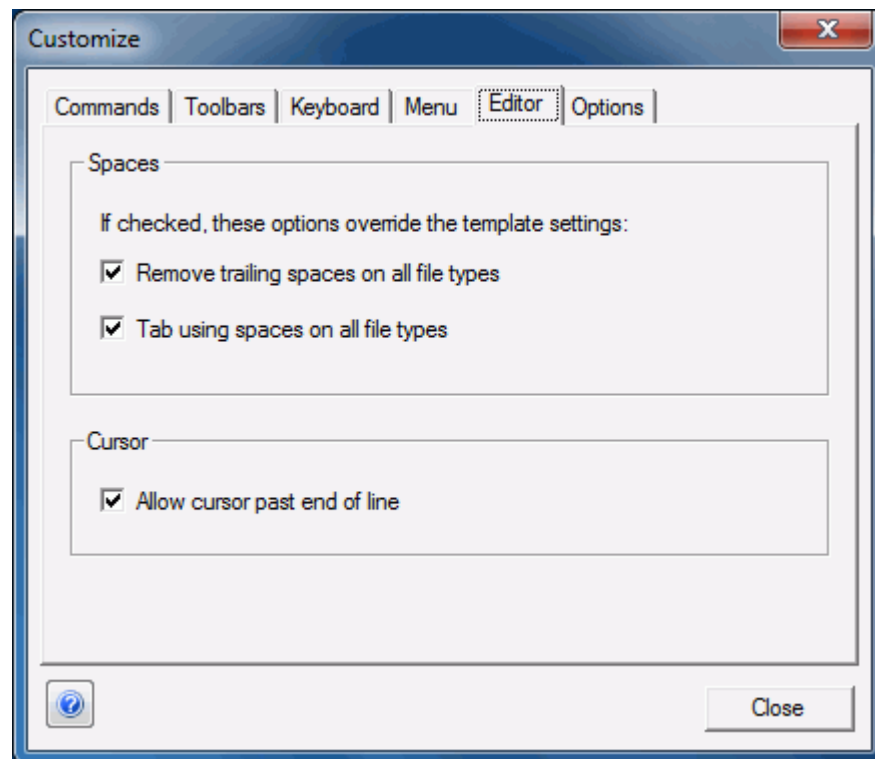 Customize
Commands Toolbars Keyboard Menu Editor Options
Spaces
If checked, these options override the template settings:
Remove trailing spaces on all file types
Tab using spaces on all file types
Cursor
Allow cursor past end of line
Close